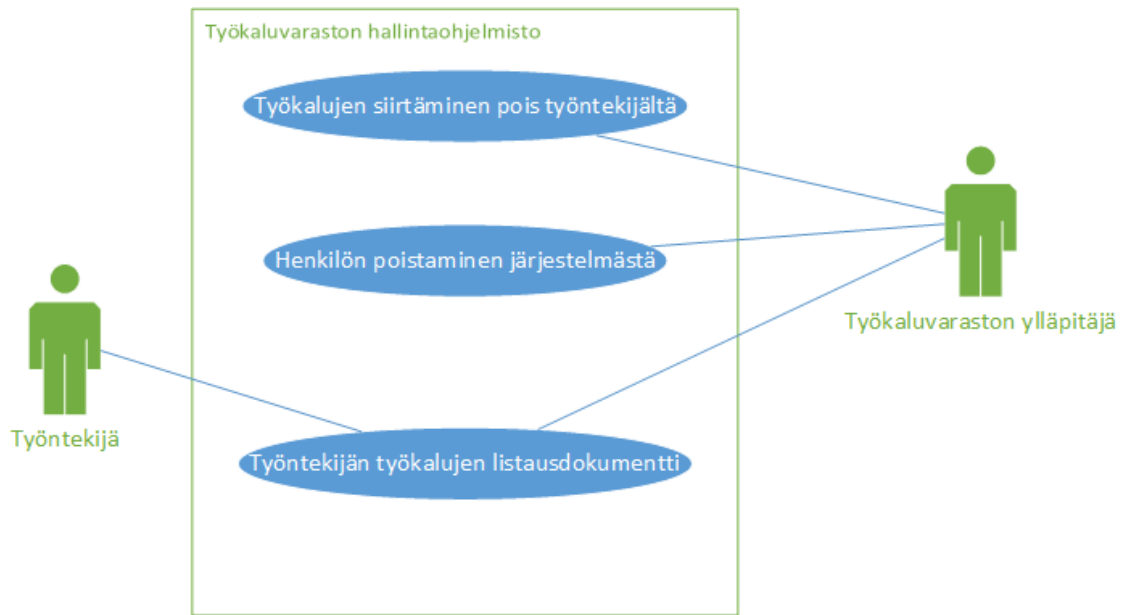 Työkaluvaraston hallintaohjelmisto
Työkalujen siirtäminen pois työntekijältä
Henkilön poistaminen järjestelmästä
Työkaluvaraston ylläpitäjä
Työntekijä
Työntekijän työkalujen listausdokumentti